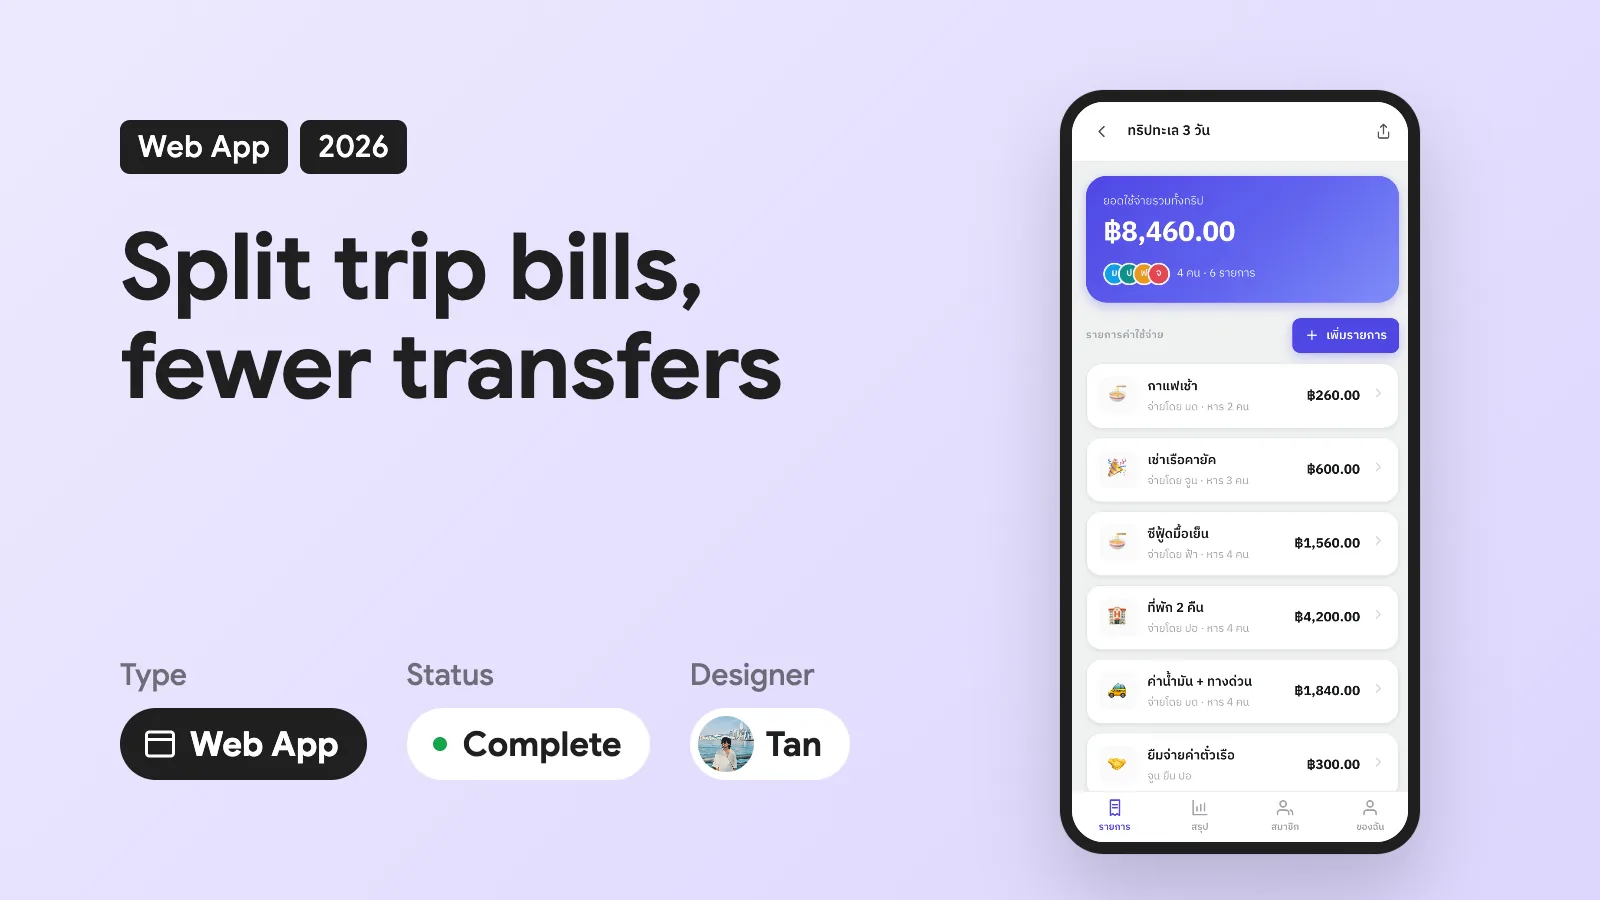 Web App
2026
Split trip bills,
fewer transfers
Type
Web App
Status
Complete
Designer
Tan
ทริปทะเล 3 วัน
ยอดใช้จ่ายรวมทั้งทริป
฿8,460.00
ม ป ฟ จ
4 คน · 6 รายการ
รายการค่าใช้จ่าย
+ เพิ่มรายการ
กาแฟเช้า
จ่ายโดย มด · หาร 2 คน
฿260.00
เช่าเรือคายัค
จ่ายโดย จูน · หาร 3 คน
฿600.00
ซีฟู้ดมื้อเย็น
จ่ายโดย ฟ้า · หาร 4 คน
฿1,560.00
ที่พัก 2 คืน
จ่ายโดย ปอ · หาร 4 คน
฿4,200.00
ค่าน้ำมัน + ทางด่วน
จ่ายโดย มด · หาร 4 คน
฿1,840.00
ยืมจ่ายค่าตั๋วเรือ
จูน ยืม ปอ
฿300.00
รายการ
สรุป
สมาชิก
ของฉัน